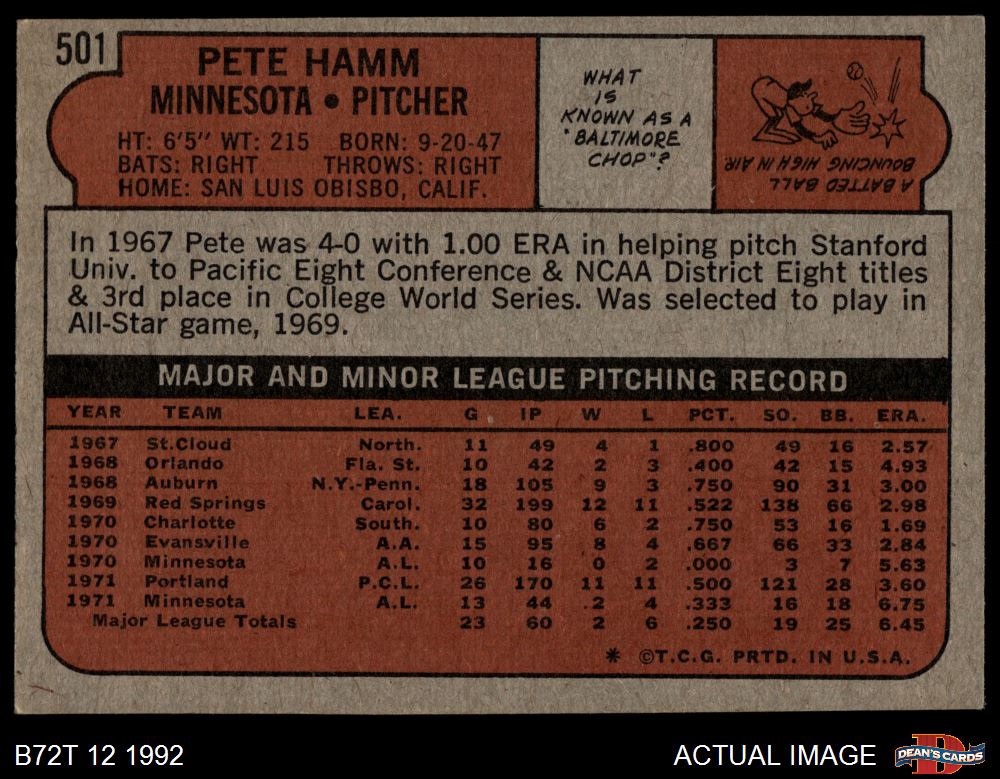 501
PETE HAMM
MINNESOTA • PITCHER
HT: 6'5" WT: 215 BORN: 9-20-47
BATS: RIGHT THROWS: RIGHT
HOME: SAN LUIS OBISBO, CALIF.
WHAT
IS
KNOWN AS A
"BALTIMORE
CHOP"?
A BATTED BALL
BOUNCING HIGH IN AIR
In 1967 Pete was 4-0 with 1.00 ERA in helping pitch Stanford
Univ. to Pacific Eight Conference & NCAA District Eight titles
& 3rd place in College World Series. Was selected to play in
All-Star game, 1969.
MAJOR AND MINOR LEAGUE PITCHING RECORD
YEAR TEAM LEA. G IP W L PCT. SO. BB. ERA.
1967 St.Cloud North. 11 49 4 1 .800 49 16 2.57
1968 Orlando Fla. St. 10 42 2 3 .400 42 15 4.93
1968 Auburn N.Y.-Penn. 18 105 9 3 .750 90 31 3.00
1969 Red Springs Carol. 32 199 12 11 .522 138 66 2.98
1970 Charlotte South. 10 80 6 2 .750 53 16 1.69
1970 Evansville A.A. 15 95 8 4 .667 66 33 2.84
1970 Minnesota A.L. 10 16 0 2 .000 3 7 5.63
1971 Portland P.C.L. 26 170 11 11 .500 121 28 3.60
1971 Minnesota A.L. 13 44 .2 4 .333 16 18 6.75
Major League Totals 23 60 2 6 .250 19 25 6.45
* ©T.C.G. PRTD. IN U.S.A.
B72T 12 1992
ACTUAL IMAGE
DEAN'S CARDS